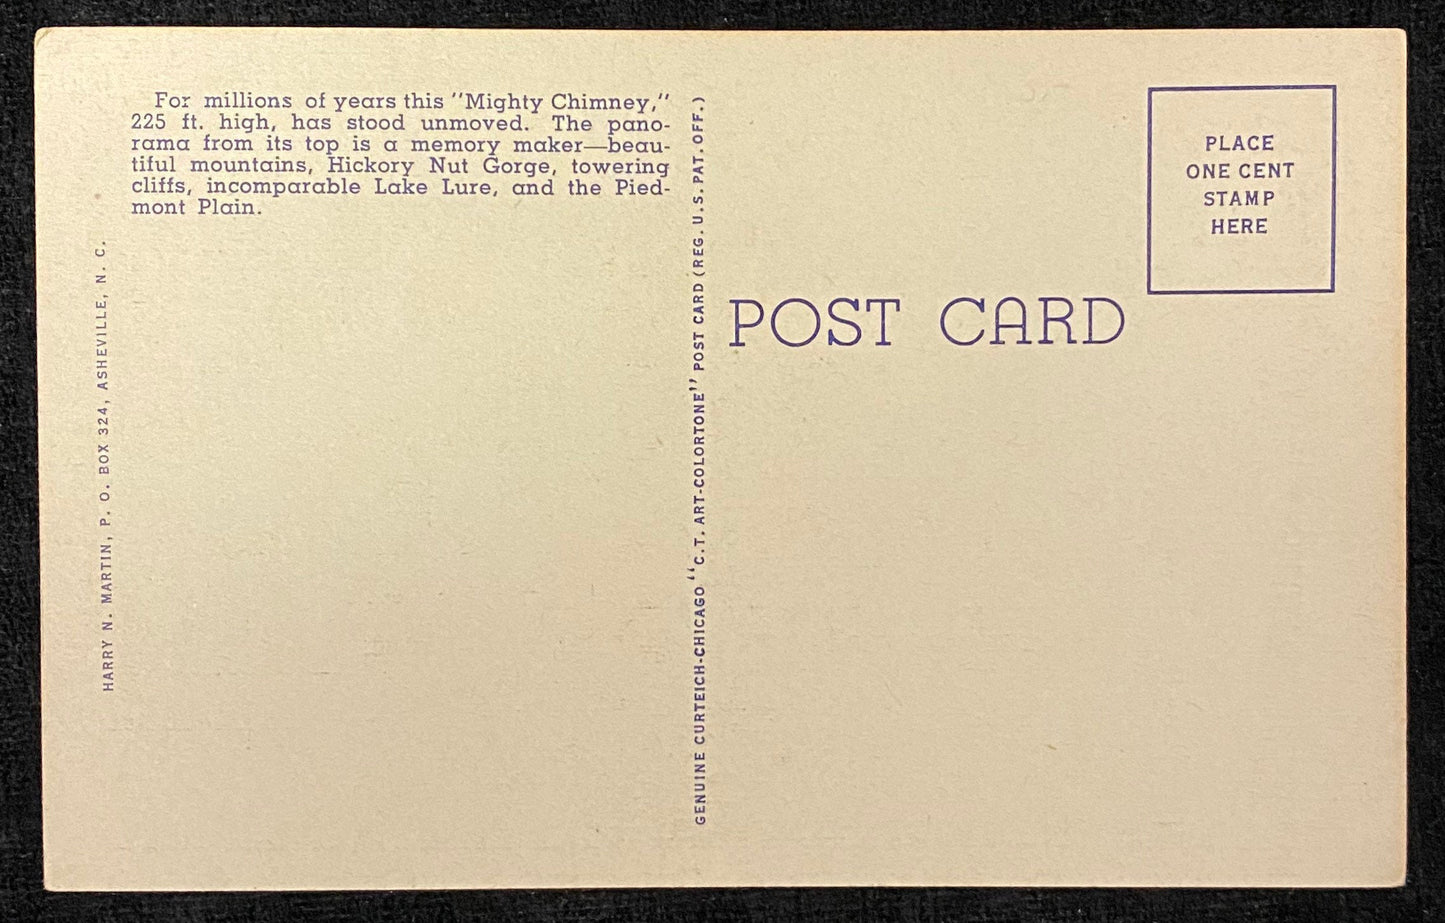 For millions of years this "Mighty Chimney,"
225 ft. high, has stood unmoved. The pano-
rama from its top is a memory maker—beau-
tiful mountains, Hickory Nut Gorge, towering
cliffs, incomparable Lake Lure, and the Pied-
mont Plain.
HARRY N. MARTIN, P. O. BOX 324, ASHEVILLE, N. C.
GENUINE CURTEICH-CHICAGO "C.T. ART-COLORTONE" POST CARD (REG. U.S. PAT. OFF.)
POST CARD
PLACE
ONE CENT
STAMP
HERE